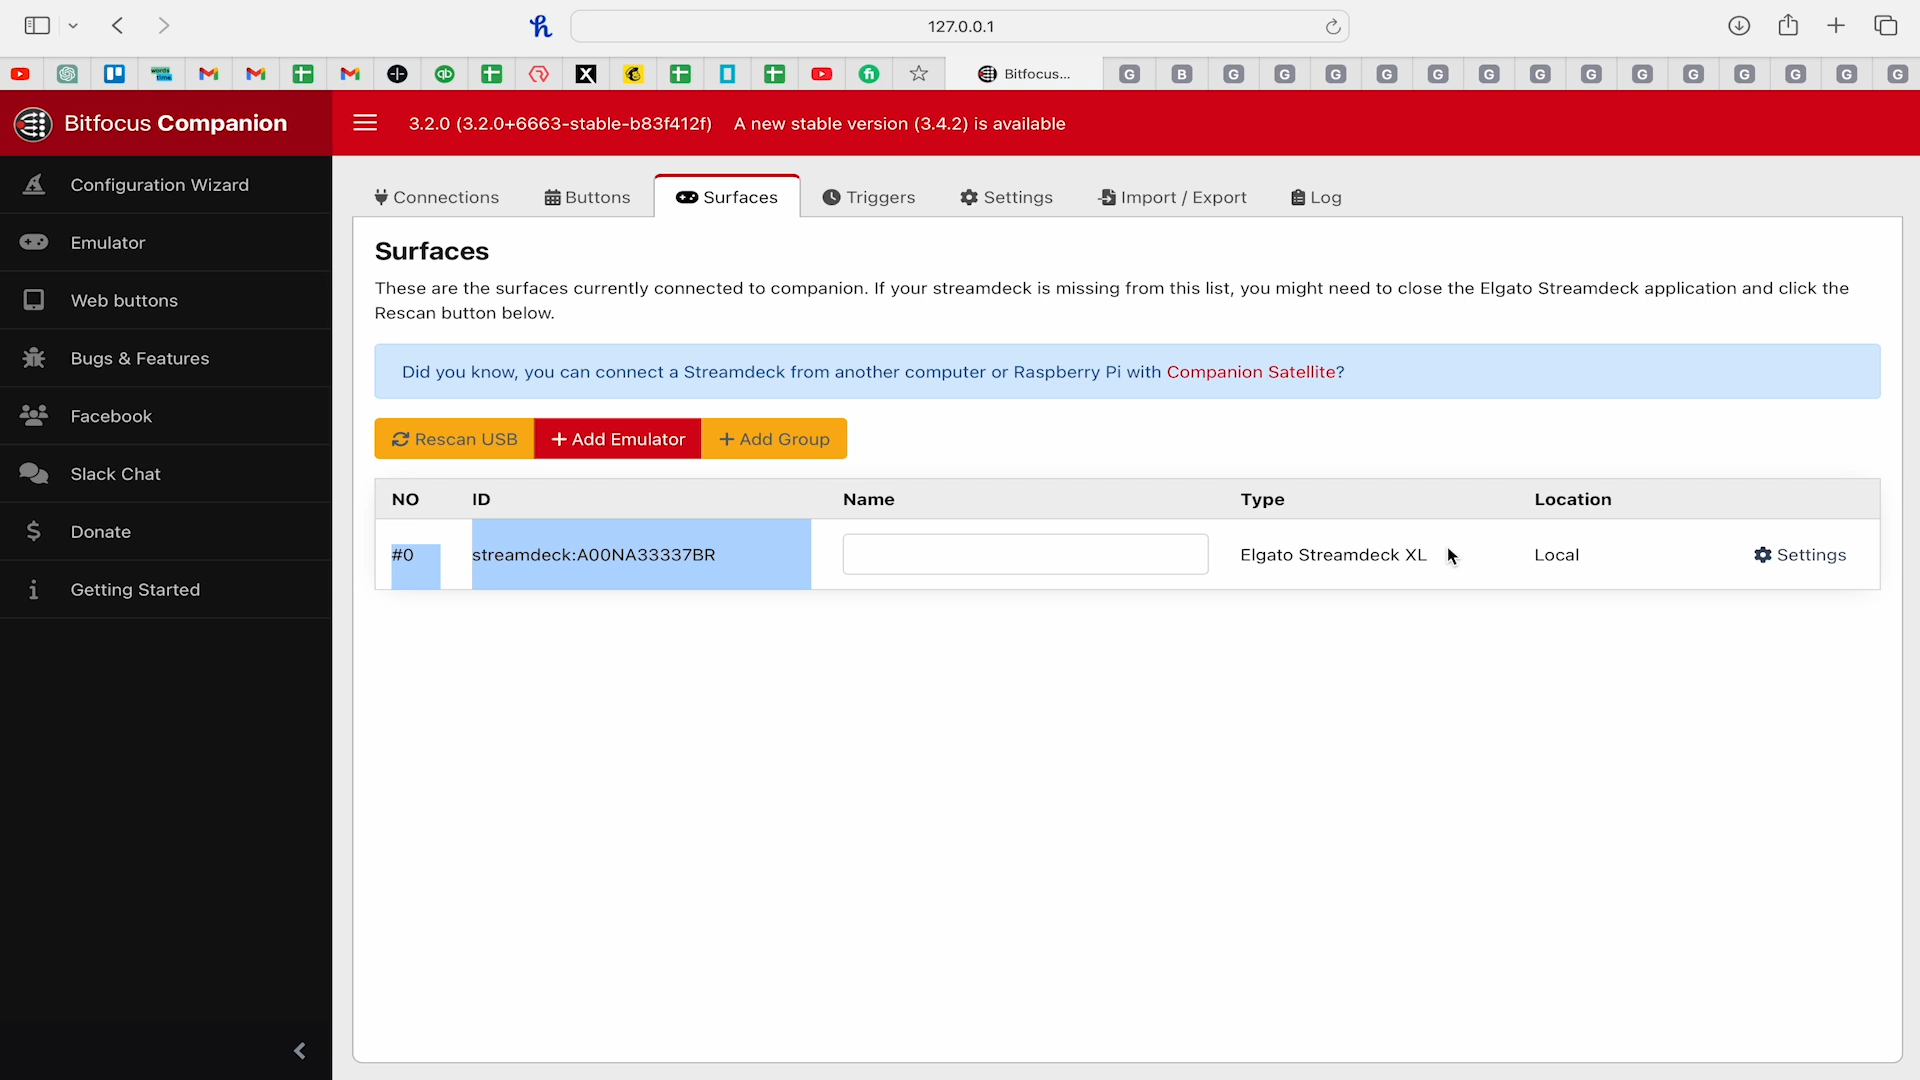 127.0.0.1
words
time
Bitfocus...
G
B
G
G
G
G
G
G
G
G
G
G
G
G
G
G
Bitfocus Companion
3.2.0 (3.2.0+6663-stable-b83f412f) A new stable version (3.4.2) is available
Configuration Wizard
Emulator
Web buttons
Bugs & Features
Facebook
Slack Chat
Donate
Getting Started
Connections Buttons Surfaces Triggers Settings Import / Export Log
Surfaces
These are the surfaces currently connected to companion. If your streamdeck is missing from this list, you might need to close the Elgato Streamdeck application and click the
Rescan button below.
Did you know, you can connect a Streamdeck from another computer or Raspberry Pi with Companion Satellite?
Rescan USB Add Emulator Add Group
NO ID Name Type Location
#0 streamdeck:A00NA33337BR Elgato Streamdeck XL Local Settings